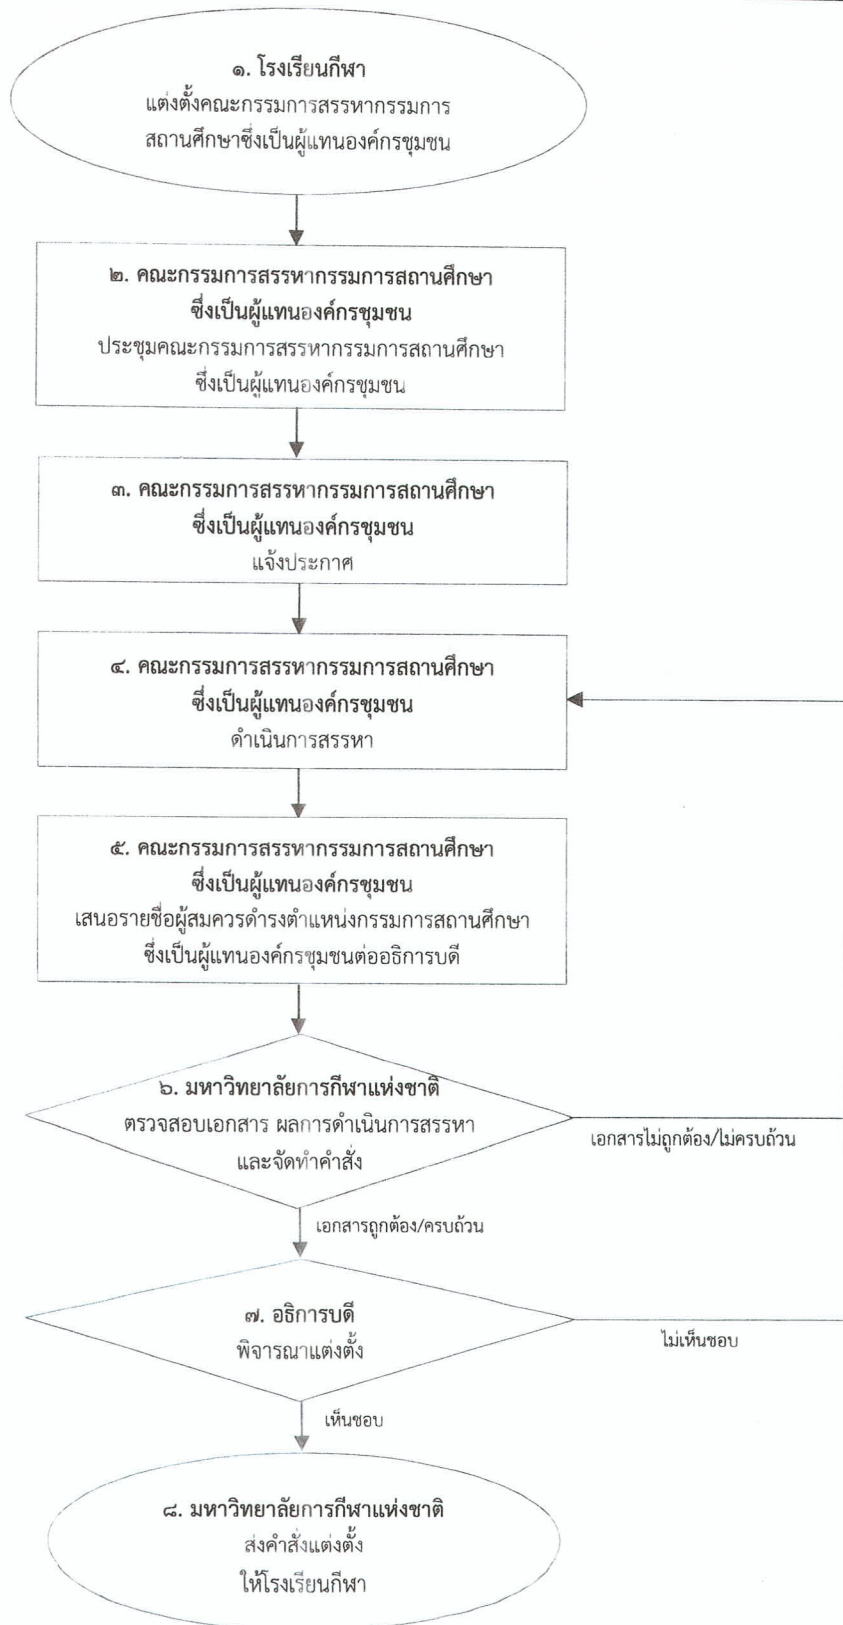 ๑. โรงเรียนกีฬา
แต่งตั้งคณะกรรมการสรรหากรรมการ
สถานศึกษาซึ่งเป็นผู้แทนองค์กรชุมชน
๒. คณะกรรมการสรรหากรรมการสถานศึกษา
ซึ่งเป็นผู้แทนองค์กรชุมชน
ประชุมคณะกรรมการสรรหากรรมการสถานศึกษา
ซึ่งเป็นผู้แทนองค์กรชุมชน
๓. คณะกรรมการสรรหากรรมการสถานศึกษา
ซึ่งเป็นผู้แทนองค์กรชุมชน
แจ้งประกาศ
๔. คณะกรรมการสรรหากรรมการสถานศึกษา
ซึ่งเป็นผู้แทนองค์กรชุมชน
ดำเนินการสรรหา
๕. คณะกรรมการสรรหากรรมการสถานศึกษา
ซึ่งเป็นผู้แทนองค์กรชุมชน
เสนอรายชื่อผู้สมควรดำรงตำแหน่งกรรมการสถานศึกษา
ซึ่งเป็นผู้แทนองค์กรชุมชนต่ออธิการบดี
๖. มหาวิทยาลัยการกีฬาแห่งชาติ
ตรวจสอบเอกสาร ผลการดำเนินการสรรหา
และจัดทำคำสั่ง
เอกสารไม่ถูกต้อง/ไม่ครบถ้วน
เอกสารถูกต้อง/ครบถ้วน
๗. อธิการบดี
พิจารณาแต่งตั้ง
ไม่เห็นชอบ
เห็นชอบ
๘. มหาวิทยาลัยการกีฬาแห่งชาติ
ส่งคำสั่งแต่งตั้ง
ให้โรงเรียนกีฬา